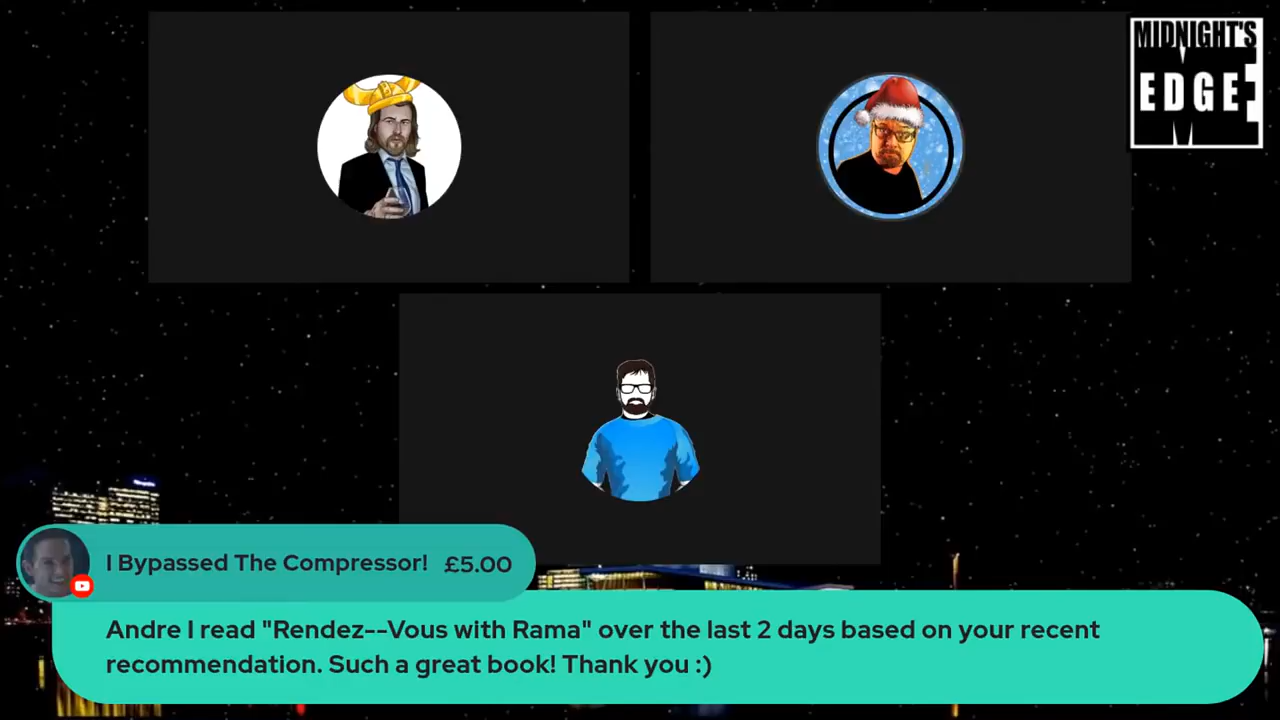 MIDNIGHT'S
EDGE
I Bypassed The Compressor! £5.00
Andre I read "Rendez--Vous with Rama" over the last 2 days based on your recent
recommendation. Such a great book! Thank you :)